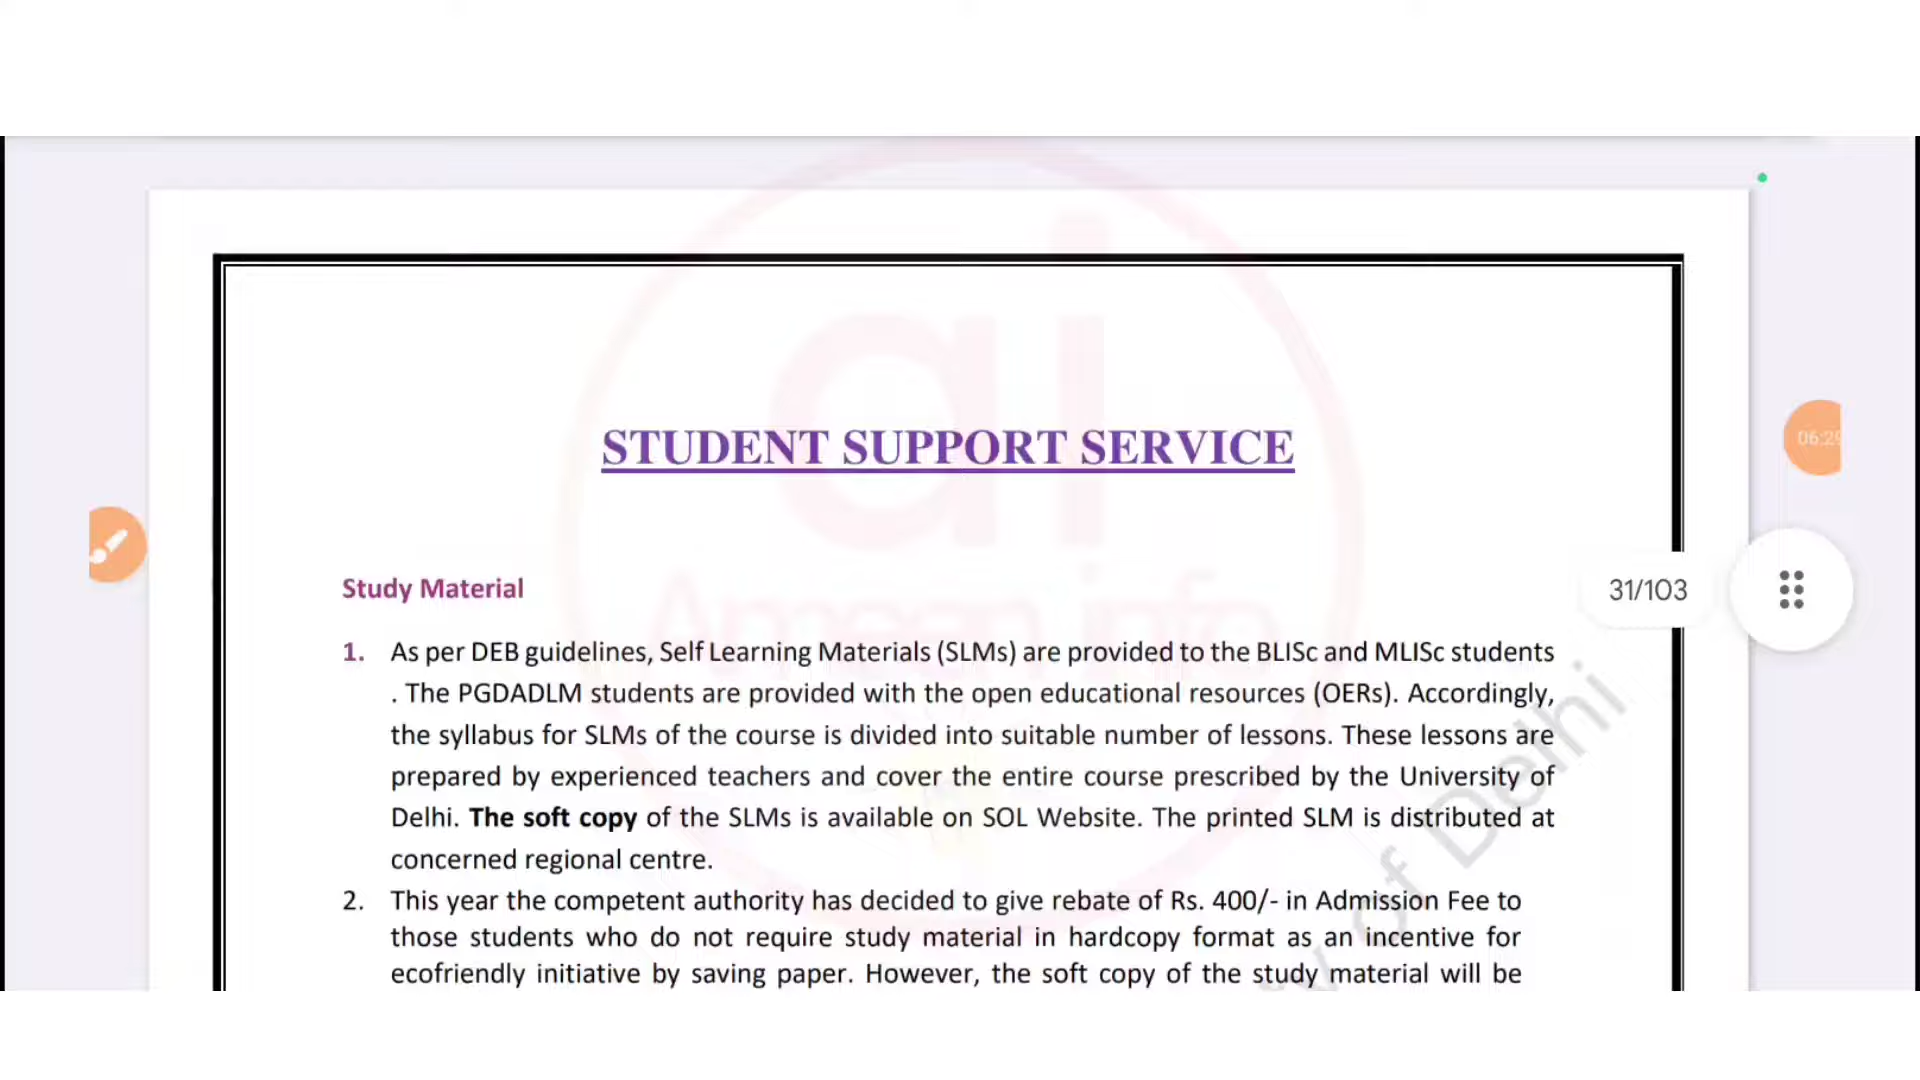 STUDENT SUPPORT SERVICE
06:29
31/103
Study Material
1. As per DEB guidelines, Self Learning Materials (SLMs) are provided to the BLISc and MLISc students
. The PGDADLM students are provided with the open educational resources (OERs). Accordingly,
the syllabus for SLMs of the course is divided into suitable number of lessons. These lessons are
prepared by experienced teachers and cover the entire course prescribed by the University of
Delhi. The soft copy of the SLMs is available on SOL Website. The printed SLM is distributed at
concerned regional centre.
2. This year the competent authority has decided to give rebate of Rs. 400/- in Admission Fee to
those students who do not require study material in hardcopy format as an incentive for
ecofriendly initiative by saving paper. However, the soft copy of the study material will be
ai
Amsan info
of Delhi